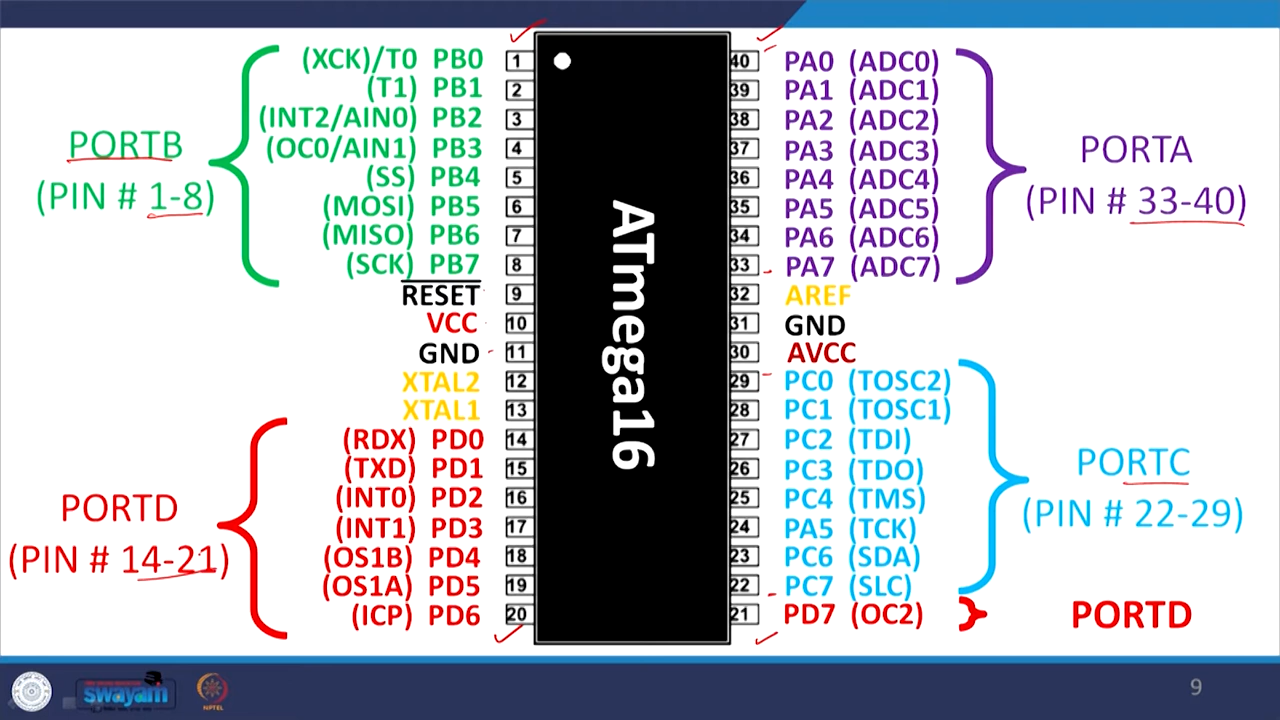 (XCK)/T0 PB0 1
(T1) PB1 2
(INT2/AIN0) PB2 3
(OC0/AIN1) PB3 4
(SS) PB4 5
(MOSI) PB5 6
(MISO) PB6 7
(SCK) PB7 8
RESET 9
VCC 10
GND 11
XTAL2 12
XTAL1 13
(RDX) PD0 14
(TXD) PD1 15
(INT0) PD2 16
(INT1) PD3 17
(OS1B) PD4 18
(OS1A) PD5 19
(ICP) PD6 20
PORTB
(PIN # 1-8)
PORTD
(PIN # 14-21)
ATmega16
40 PA0 (ADC0)
39 PA1 (ADC1)
38 PA2 (ADC2)
37 PA3 (ADC3)
36 PA4 (ADC4)
35 PA5 (ADC5)
34 PA6 (ADC6)
33 PA7 (ADC7)
32 AREF
31 GND
30 AVCC
29 PC0 (TOSC2)
28 PC1 (TOSC1)
27 PC2 (TDI)
26 PC3 (TDO)
25 PC4 (TMS)
24 PA5 (TCK)
23 PC6 (SDA)
22 PC7 (SLC)
21 PD7 (OC2)
PORTA
(PIN # 33-40)
PORTC
(PIN # 22-29)
PORTD
swayam
NPTEL
9